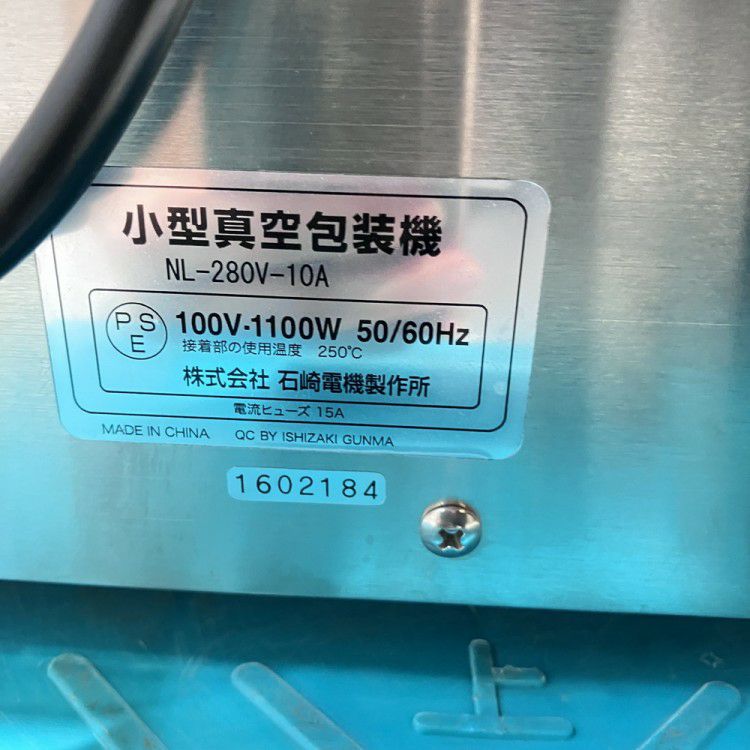 小型真空包装機
NL-280V-10A
PSE 100V-1100W 50/60Hz
接着部の使用温度 250℃
株式会社 石崎電機製作所
電流ヒューズ 15A
MADE IN CHINA QC BY ISHIZAKI GUNMA
1602184
上